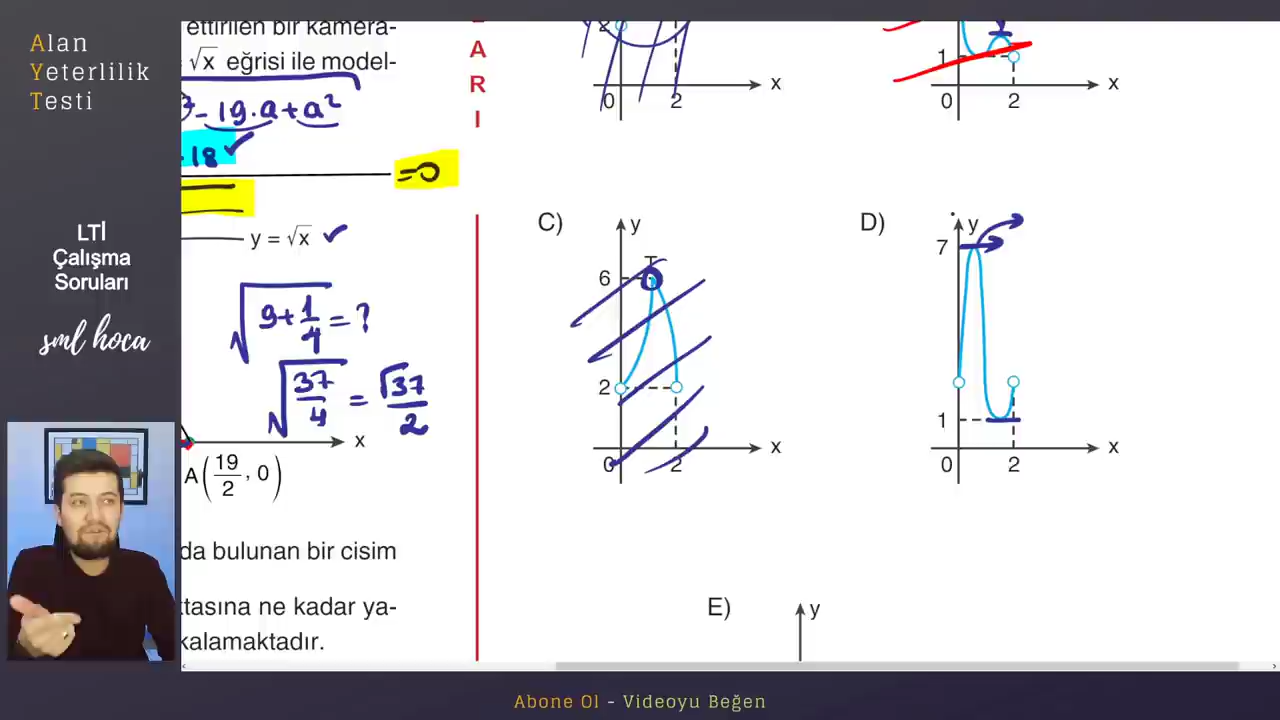 Alan
Yeterlilik
Testi
LTİ
Çalışma
Soruları
sml hoca
ettirilen bir kamera-
√x eğrisi ile model-
- 19.a + a²
18 ✓
=0
y = √x ✓
√(9+1/4) = ?
√(37/4) = √37/2
x
A(19/2, 0)
da bulunan bir cisim
ktasına ne kadar ya-
kalamaktadır.
A
R
I
2
0
2
x
1
0
2
x
C)
y
T
6
2
0
2
x
D)
y
7
1
0
2
x
E)
y
Abone Ol - Videoyu Beğen